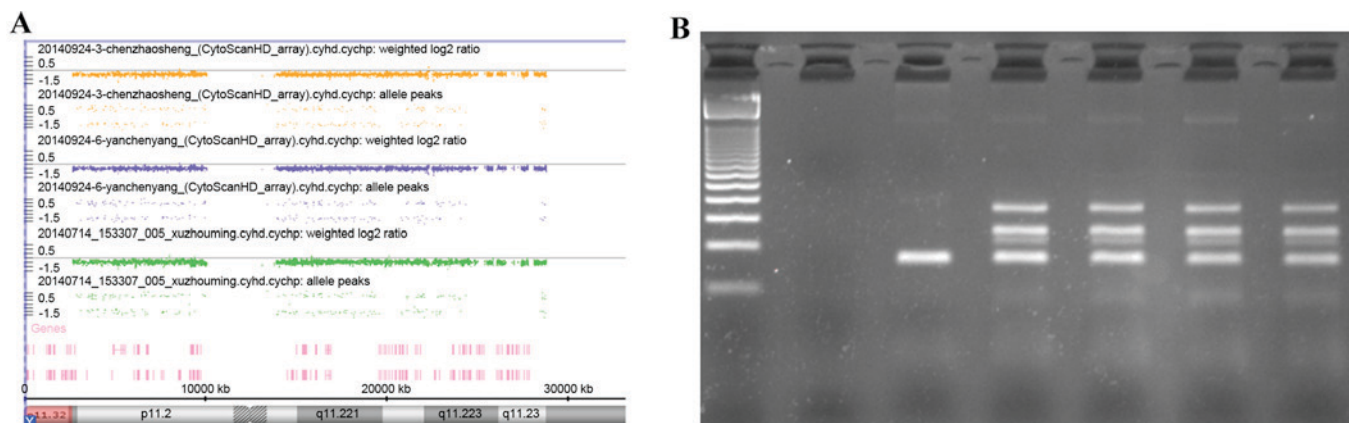 A
B
20140924-3-chenzhaosheng_(CytoScanHD_array).cyhd.cychp: weighted log2 ratio
0.5
-1.5
20140924-3-chenzhaosheng_(CytoScanHD_array).cyhd.cychp: allele peaks
0.5
-1.5
20140924-6-yanchenyang_(CytoScanHD_array).cyhd.cychp: weighted log2 ratio
0.5
-1.5
20140924-6-yanchenyang_(CytoScanHD_array).cyhd.cychp: allele peaks
0.5
-1.5
20140714_153307_005_xuzhouming.cyhd.cychp: weighted log2 ratio
0.5
-1.5
20140714_153307_005_xuzhouming.cyhd.cychp: allele peaks
0.5
-1.5
Genes
0 10000 kb 20000 kb 30000 kb
p11.2 q11.221 q11.223 q11.23